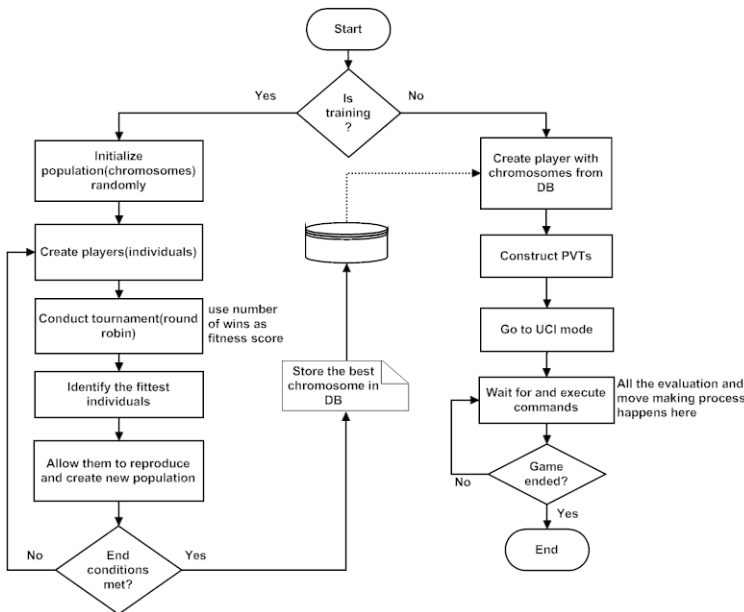 Start
Is
training
?
Yes
No
Initialize
population(chromosomes)
randomly
Create players(individuals)
Conduct tournament(round
robin)
use number
of wins as
fitness score
Identify the fittest
individuals
Allow them to reproduce
and create new population
End
conditions
met?
No
Yes
Store the best
chromosome in
DB
Create player with
chromosomes from
DB
Construct PVTs
Go to UCI mode
Wait for and execute
commands
All the evaluation and
move making process
happens here
Game
ended?
No
Yes
End